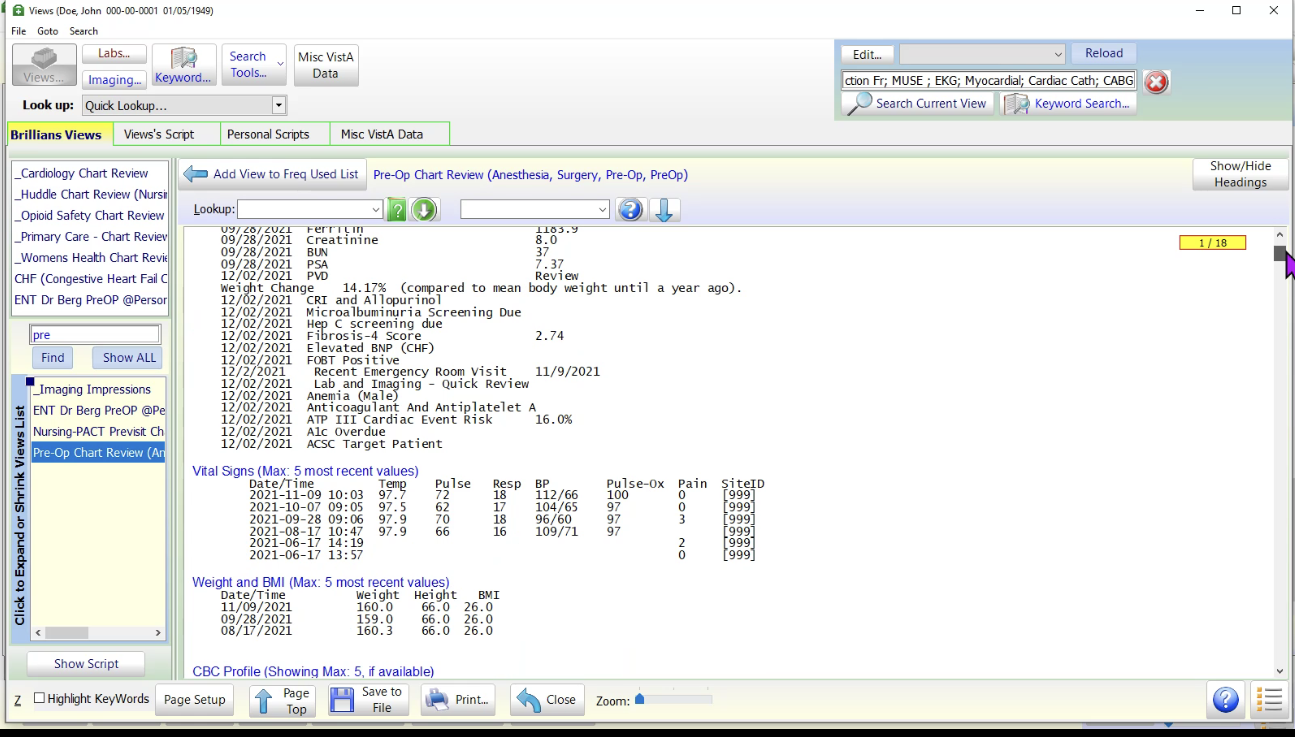 Views (Doe, John 000-00-0001 01/05/1949)
File Goto Search
Views... Labs... Imaging... Keyword... Search Tools... Misc VistA Data
Edit... Reload
ction Fr; MUSE ; EKG; Myocardial; Cardiac Cath; CABG
Search Current View Keyword Search...
Look up: Quick Lookup...
Brillians Views Views's Script Personal Scripts Misc VistA Data
_Cardiology Chart Review
_Huddle Chart Review (Nursi
_Opioid Safety Chart Review
_Primary Care - Chart Review
_Womens Health Chart Revie
CHF (Congestive Heart Fail C
ENT Dr Berg PreOP @Person
pre
Find Show ALL
Click to Expand or Shrink Views List
_Imaging Impressions
ENT Dr Berg PreOP @Pe
Nursing-PACT Previsit Ch
Pre-Op Chart Review (An
Show Script
Add View to Freq Used List Pre-Op Chart Review (Anesthesia, Surgery, Pre-Op, PreOp) Show/Hide Headings
Lookup:
1 / 18
09/28/2021 Ferritin 1183.9
09/28/2021 Creatinine 8.0
09/28/2021 BUN 37
09/28/2021 PSA 7.37
12/02/2021 PVD Review
Weight Change 14.17% (compared to mean body weight until a year ago).
12/02/2021 CRI and Allopurinol
12/02/2021 Microalbuminuria Screening Due
12/02/2021 Hep C screening due
12/02/2021 Fibrosis-4 Score 2.74
12/02/2021 Elevated BNP (CHF)
12/02/2021 FOBT Positive
12/2/2021 Recent Emergency Room Visit 11/9/2021
12/02/2021 Lab and Imaging - Quick Review
12/02/2021 Anemia (Male)
12/02/2021 Anticoagulant And Antiplatelet A
12/02/2021 ATP III Cardiac Event Risk 16.0%
12/02/2021 A1c Overdue
12/02/2021 ACSC Target Patient
Vital Signs (Max: 5 most recent values)
Date/Time Temp Pulse Resp BP Pulse-Ox Pain SiteID
2021-11-09 10:03 97.7 72 18 112/66 100 0 [999]
2021-10-07 09:05 97.5 62 17 104/65 97 0 [999]
2021-09-28 09:06 97.9 70 18 96/60 97 3 [999]
2021-08-17 10:47 97.9 66 16 109/71 97 [999]
2021-06-17 14:19 2 [999]
2021-06-17 13:57 0 [999]
Weight and BMI (Max: 5 most recent values)
Date/Time Weight Height BMI
11/09/2021 160.0 66.0 26.0
09/28/2021 159.0 66.0 26.0
08/17/2021 160.3 66.0 26.0
CBC Profile (Showing Max: 5, if available)
Z Highlight KeyWords Page Setup Page Top Save to File Print... Close Zoom: